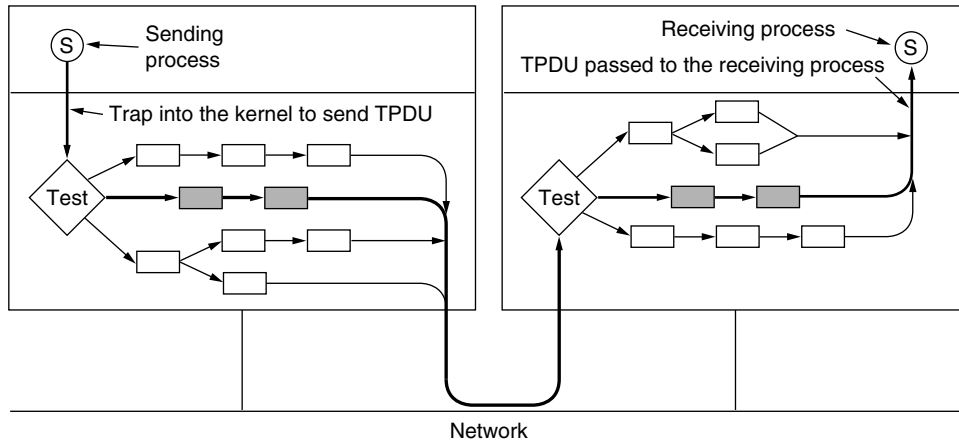 S
Sending
process
Trap into the kernel to send TPDU
Test
Receiving process
S
TPDU passed to the receiving process
Test
Network